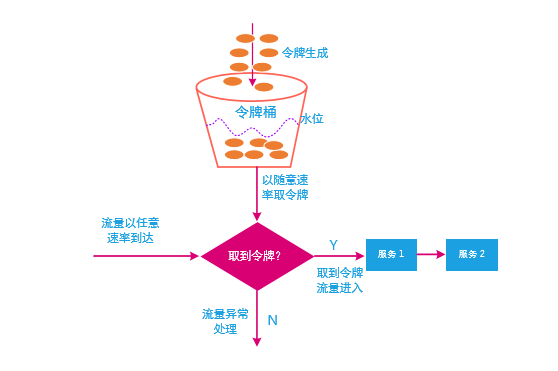 令牌生成
令牌桶
水位
以随意速
率取令牌
流量以任意
速率到达
取到令牌?
Y
服务 1
服务 2
取到令牌
流量进入
流量异常
处理
N